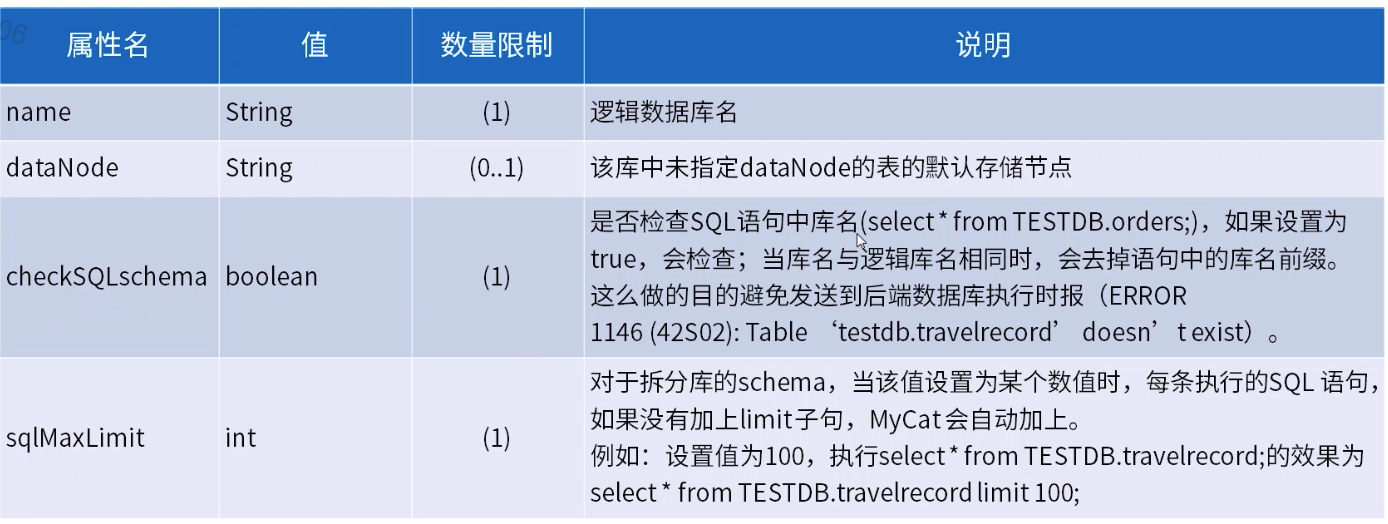 06
属性名 值 数量限制 说明
name String (1) 逻辑数据库名
dataNode String (0..1) 该库中未指定dataNode的表的默认存储节点
checkSQLschema boolean (1) 是否检查SQL语句中库名(select * from TESTDB.orders;)，如果设置为
true，会检查；当库名与逻辑库名相同时，会去掉语句中的库名前缀。
这么做的目的避免发送到后端数据库执行时报（ERROR
1146 (42S02): Table ‘testdb.travelrecord’ doesn’t exist）。
sqlMaxLimit int (1) 对于拆分库的schema，当该值设置为某个数值时，每条执行的SQL 语句，
如果没有加上limit子句，MyCat会自动加上。
例如：设置值为100，执行select * from TESTDB.travelrecord;的效果为
select * from TESTDB.travelrecord limit 100;